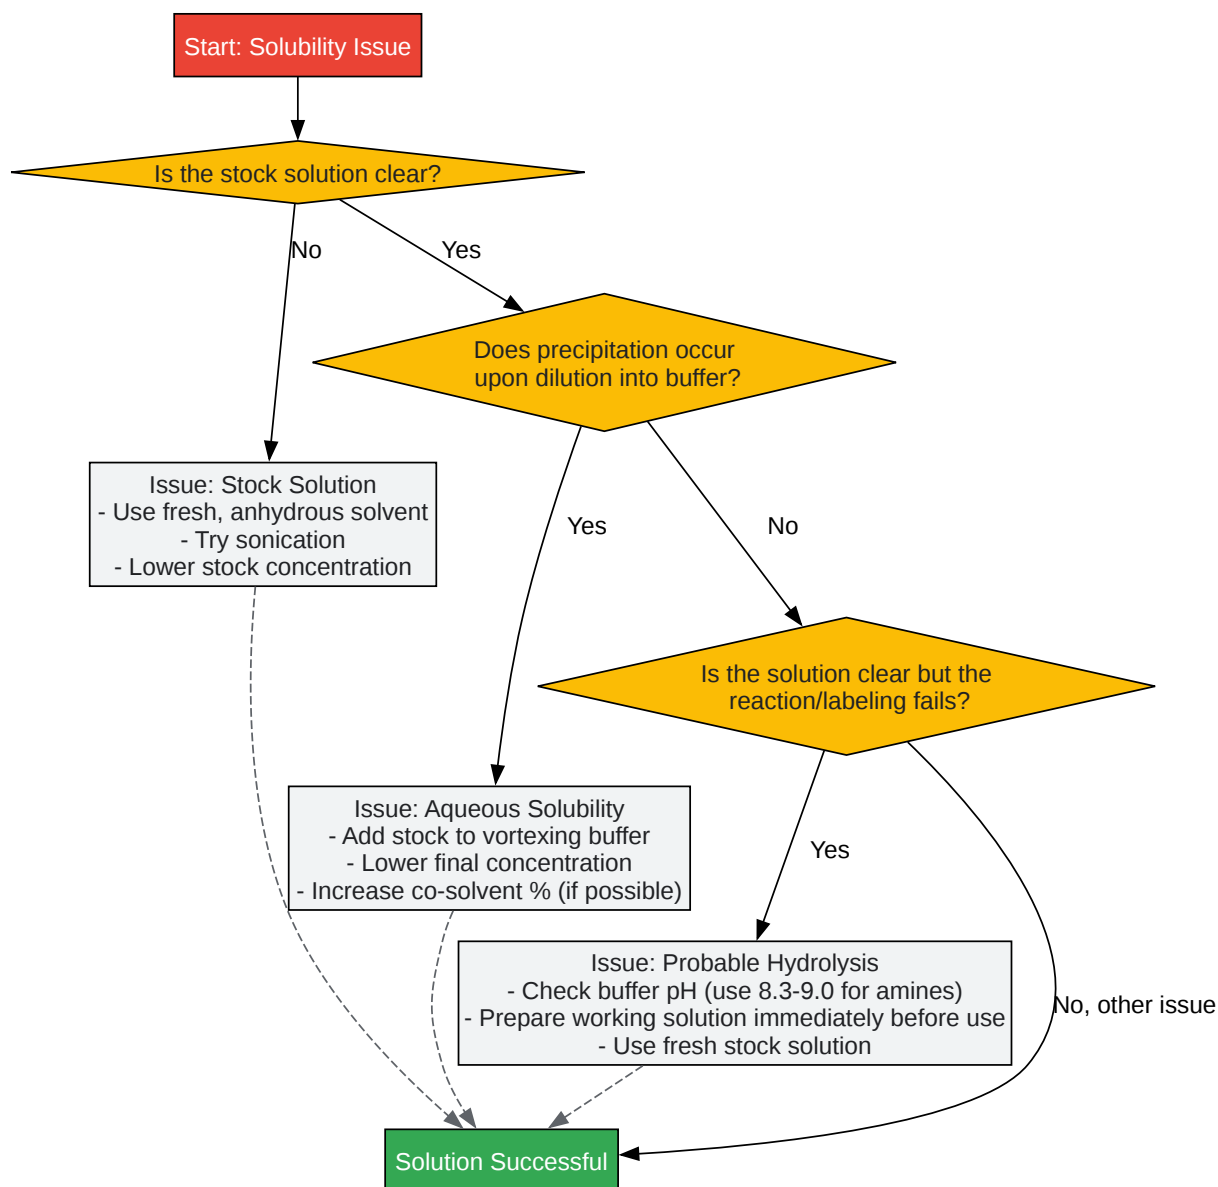 Start: Solubility Issue
Is the stock solution clear?
No
Yes
Does precipitation occur
upon dilution into buffer?
Issue: Stock Solution
- Use fresh, anhydrous solvent
- Try sonication
- Lower stock concentration
Yes
No
Is the solution clear but the
reaction/labeling fails?
Issue: Aqueous Solubility
- Add stock to vortexing buffer
- Lower final concentration
- Increase co-solvent % (if possible)
Yes
Issue: Probable Hydrolysis
- Check buffer pH (use 8.3-9.0 for amines)
- Prepare working solution immediately before use
- Use fresh stock solution
No, other issue
Solution Successful